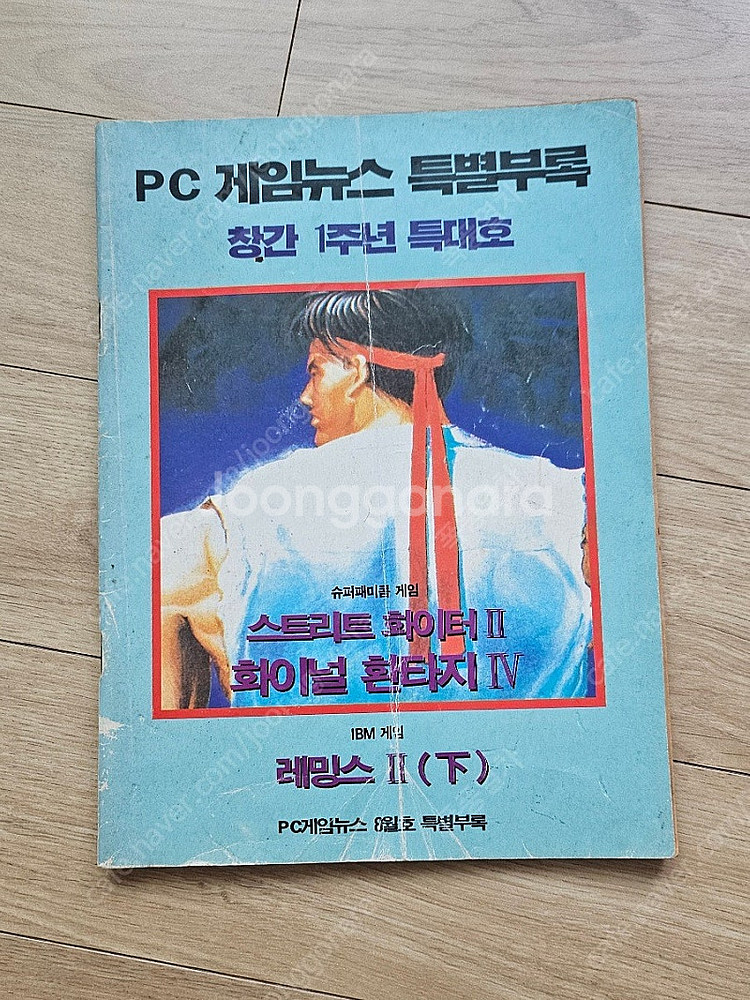 PC 게임뉴스 특별부록
창간 1주년 특대호
Joonggonara
슈퍼패미콤 게임
스트리트 화이터 II
화이널 환타지 IV
IBM 게임
레밍스 II (下)
PC게임뉴스 8월호 특별부록